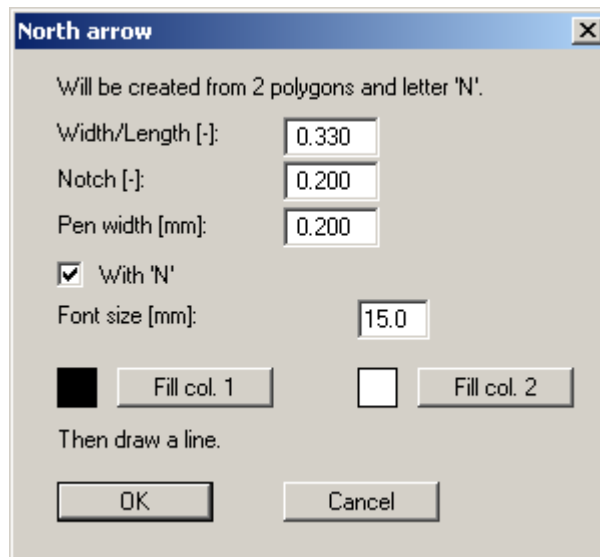 North arrow
Will be created from 2 polygons and letter 'N'.
Width/Length [-]: 0.330
Notch [-]: 0.200
Pen width [mm]: 0.200
With 'N'
Font size [mm]: 15.0
Fill col. 1 Fill col. 2
Then draw a line.
OK Cancel